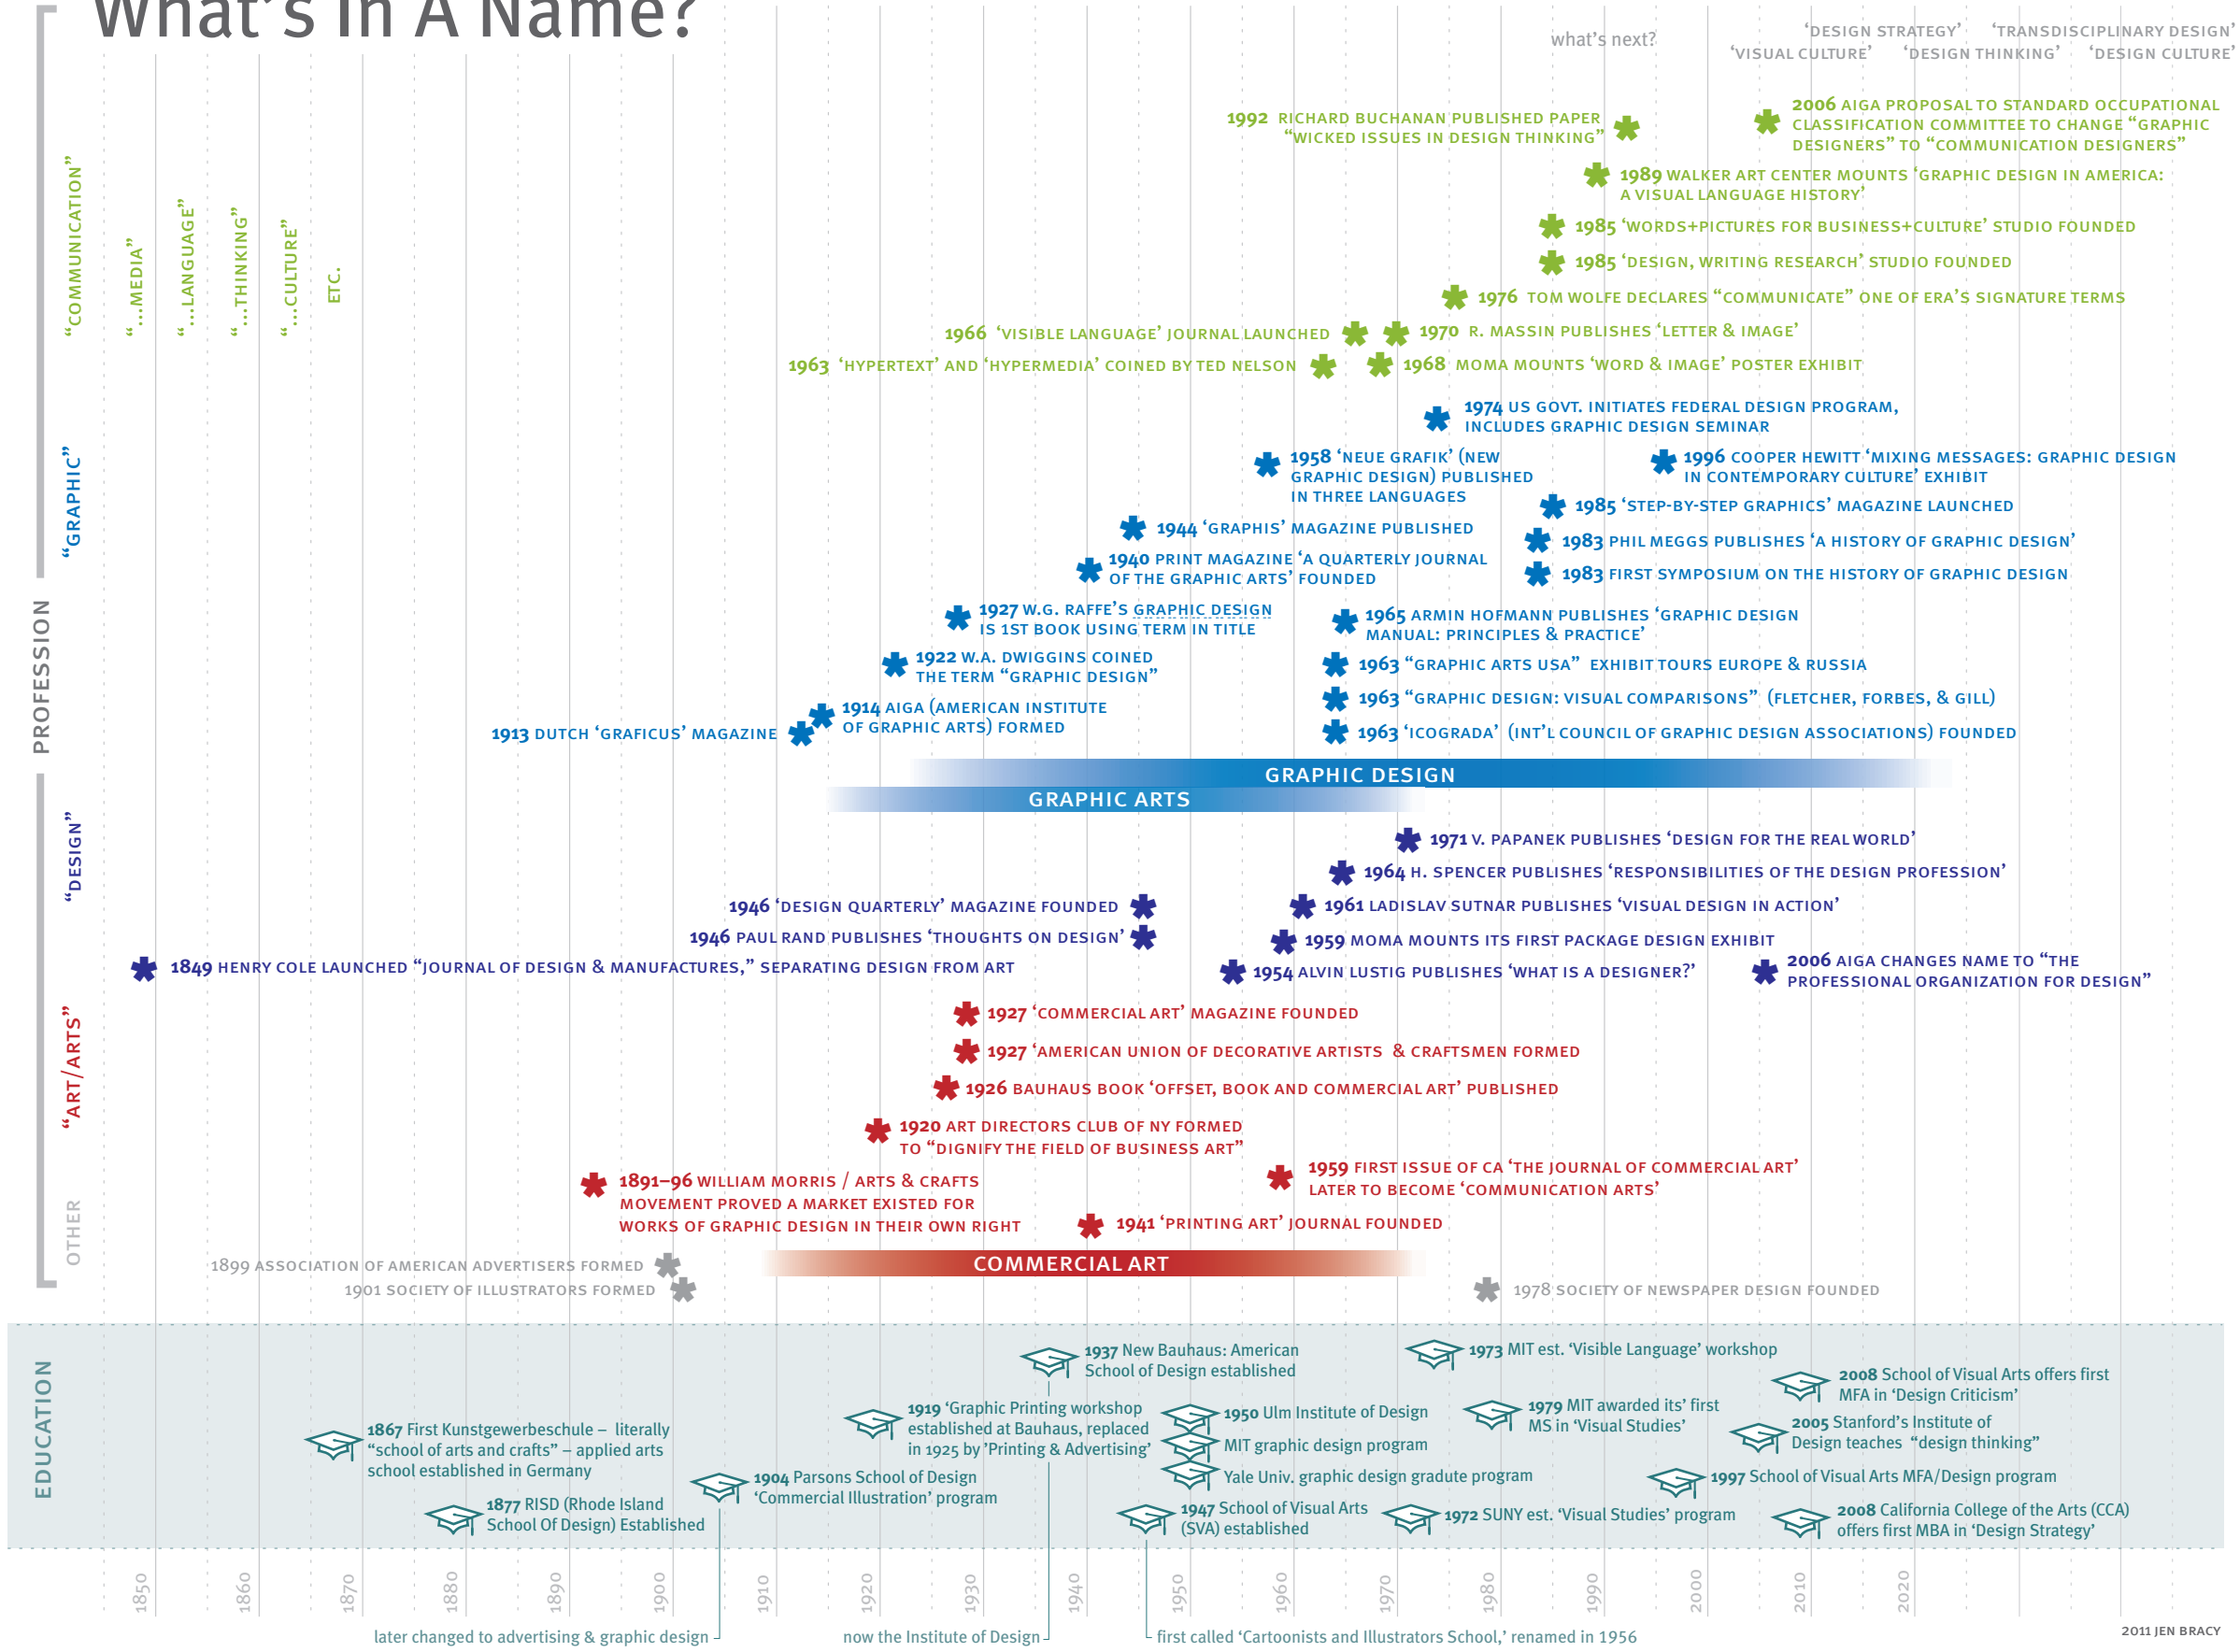 What's In A Name?
what's next?
'DESIGN STRATEGY' 'TRANSDISCIPLINARY DESIGN'
'VISUAL CULTURE' 'DESIGN THINKING' 'DESIGN CULTURE'
PROFESSION
"COMMUNICATION"
"...MEDIA"
"...LANGUAGE"
"...THINKING"
"...CULTURE"
ETC.
1992 RICHARD BUCHANAN PUBLISHED PAPER
"WICKED ISSUES IN DESIGN THINKING"
2006 AIGA PROPOSAL TO STANDARD OCCUPATIONAL
CLASSIFICATION COMMITTEE TO CHANGE "GRAPHIC
DESIGNERS" TO "COMMUNICATION DESIGNERS"
1989 WALKER ART CENTER MOUNTS 'GRAPHIC DESIGN IN AMERICA:
A VISUAL LANGUAGE HISTORY'
1985 'WORDS+PICTURES FOR BUSINESS+CULTURE' STUDIO FOUNDED
1985 'DESIGN, WRITING RESEARCH' STUDIO FOUNDED
1976 TOM WOLFE DECLARES "COMMUNICATE" ONE OF ERA'S SIGNATURE TERMS
1966 'VISIBLE LANGUAGE' JOURNAL LAUNCHED
1970 R. MASSIN PUBLISHES 'LETTER & IMAGE'
1963 'HYPERTEXT' AND 'HYPERMEDIA' COINED BY TED NELSON
1968 MOMA MOUNTS 'WORD & IMAGE' POSTER EXHIBIT
"GRAPHIC"
1974 US GOVT. INITIATES FEDERAL DESIGN PROGRAM,
INCLUDES GRAPHIC DESIGN SEMINAR
1958 'NEUE GRAFIK' (NEW
GRAPHIC DESIGN) PUBLISHED
IN THREE LANGUAGES
1996 COOPER HEWITT 'MIXING MESSAGES: GRAPHIC DESIGN
IN CONTEMPORARY CULTURE' EXHIBIT
1985 'STEP-BY-STEP GRAPHICS' MAGAZINE LAUNCHED
1944 'GRAPHIS' MAGAZINE PUBLISHED
1983 PHIL MEGGS PUBLISHES 'A HISTORY OF GRAPHIC DESIGN'
1940 PRINT MAGAZINE 'A QUARTERLY JOURNAL
OF THE GRAPHIC ARTS' FOUNDED
1983 FIRST SYMPOSIUM ON THE HISTORY OF GRAPHIC DESIGN
1927 W.G. RAFFE'S GRAPHIC DESIGN
IS 1ST BOOK USING TERM IN TITLE
1965 ARMIN HOFMANN PUBLISHES 'GRAPHIC DESIGN
MANUAL: PRINCIPLES & PRACTICE'
1922 W.A. DWIGGINS COINED
THE TERM "GRAPHIC DESIGN"
1963 "GRAPHIC ARTS USA" EXHIBIT TOURS EUROPE & RUSSIA
1963 "GRAPHIC DESIGN: VISUAL COMPARISONS" (FLETCHER, FORBES, & GILL)
1914 AIGA (AMERICAN INSTITUTE
OF GRAPHIC ARTS) FORMED
1913 DUTCH 'GRAFICUS' MAGAZINE
1963 'ICOGRADA' (INT'L COUNCIL OF GRAPHIC DESIGN ASSOCIATIONS) FOUNDED
GRAPHIC DESIGN
GRAPHIC ARTS
"DESIGN"
1971 V. PAPANEK PUBLISHES 'DESIGN FOR THE REAL WORLD'
1964 H. SPENCER PUBLISHES 'RESPONSIBILITIES OF THE DESIGN PROFESSION'
1946 'DESIGN QUARTERLY' MAGAZINE FOUNDED
1961 LADISLAV SUTNAR PUBLISHES 'VISUAL DESIGN IN ACTION'
1946 PAUL RAND PUBLISHES 'THOUGHTS ON DESIGN'
1959 MOMA MOUNTS ITS FIRST PACKAGE DESIGN EXHIBIT
1849 HENRY COLE LAUNCHED "JOURNAL OF DESIGN & MANUFACTURES," SEPARATING DESIGN FROM ART
1954 ALVIN LUSTIG PUBLISHES 'WHAT IS A DESIGNER?'
2006 AIGA CHANGES NAME TO "THE
PROFESSIONAL ORGANIZATION FOR DESIGN"
"ART/ARTS"
1927 'COMMERCIAL ART' MAGAZINE FOUNDED
1927 'AMERICAN UNION OF DECORATIVE ARTISTS & CRAFTSMEN FORMED
1926 BAUHAUS BOOK 'OFFSET, BOOK AND COMMERCIAL ART' PUBLISHED
1920 ART DIRECTORS CLUB OF NY FORMED
TO "DIGNIFY THE FIELD OF BUSINESS ART"
1891–96 WILLIAM MORRIS / ARTS & CRAFTS
MOVEMENT PROVED A MARKET EXISTED FOR
WORKS OF GRAPHIC DESIGN IN THEIR OWN RIGHT
1959 FIRST ISSUE OF CA 'THE JOURNAL OF COMMERCIAL ART'
LATER TO BECOME 'COMMUNICATION ARTS'
1941 'PRINTING ART' JOURNAL FOUNDED
COMMERCIAL ART
OTHER
1899 ASSOCIATION OF AMERICAN ADVERTISERS FORMED
1901 SOCIETY OF ILLUSTRATORS FORMED
1978 SOCIETY OF NEWSPAPER DESIGN FOUNDED
EDUCATION
1937 New Bauhaus: American
School of Design established
1973 MIT est. 'Visible Language' workshop
2008 School of Visual Arts offers first
MFA in 'Design Criticism'
1867 First Kunstgewerbeschule – literally
"school of arts and crafts" – applied arts
school established in Germany
1919 'Graphic Printing workshop
established at Bauhaus, replaced
in 1925 by 'Printing & Advertising'
1950 Ulm Institute of Design
MIT graphic design program
Yale Univ. graphic design gradute program
1979 MIT awarded its' first
MS in 'Visual Studies'
2005 Stanford's Institute of
Design teaches "design thinking"
1904 Parsons School of Design
'Commercial Illustration' program
1997 School of Visual Arts MFA/Design program
1877 RISD (Rhode Island
School Of Design) Established
1947 School of Visual Arts
(SVA) established
1972 SUNY est. 'Visual Studies' program
2008 California College of the Arts (CCA)
offers first MBA in 'Design Strategy'
1850 1860 1870 1880 1890 1900 1910 1920 1930 1940 1950 1960 1970 1980 1990 2000 2010 2020
later changed to advertising & graphic design
now the Institute of Design
first called 'Cartoonists and Illustrators School,' renamed in 1956
2011 JEN BRACY